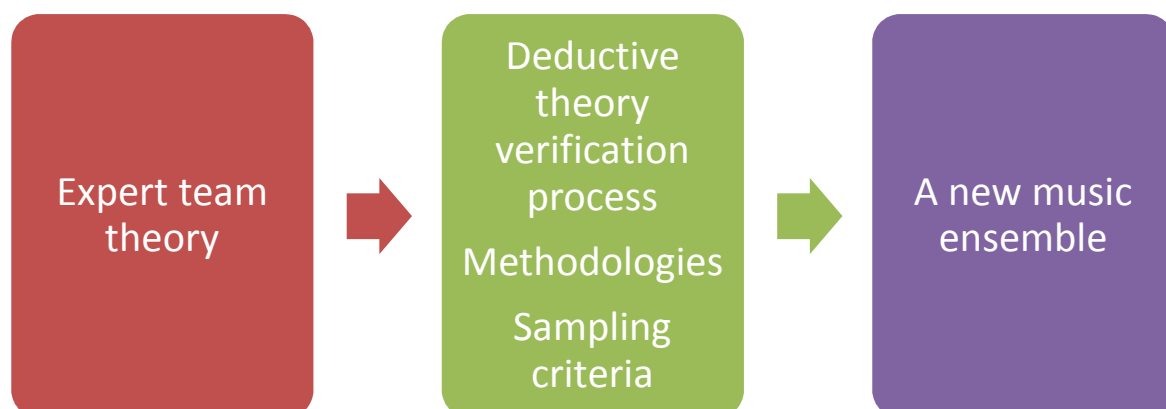 Expert team
theory
Deductive
theory
verification
process
Methodologies
Sampling
criteria
A new music
ensemble